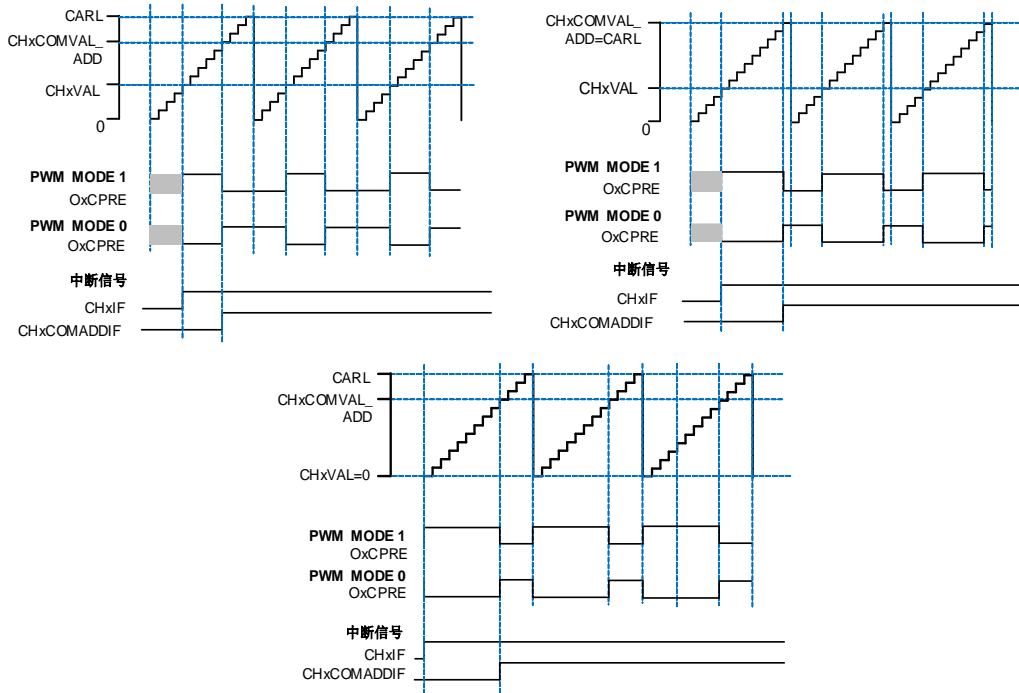 CARL
CHxCOMVAL_
ADD
CHxVAL
0
PWM MODE 1
OxCPRE
PWM MODE 0
OxCPRE
中断信号
CHxIF
CHxCOMADDIF
CHxCOMVAL_
ADD=CARL
CHxVAL
0
PWM MODE 1
OxCPRE
PWM MODE 0
OxCPRE
中断信号
CHxIF
CHxCOMADDIF
CARL
CHxCOMVAL_
ADD
CHxVAL=0
PWM MODE 1
OxCPRE
PWM MODE 0
OxCPRE
中断信号
CHxIF
CHxCOMADDIF